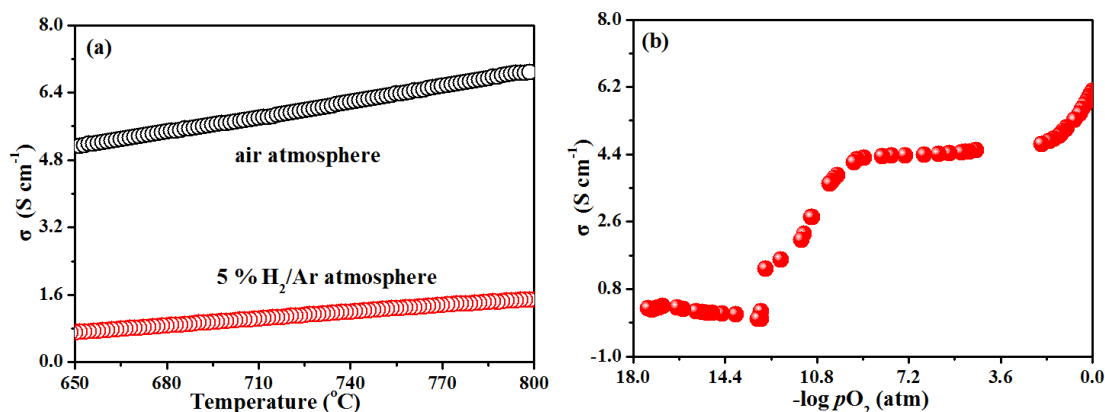 (a)
8.0
6.4
4.8
3.2
1.6
0.0
σ (S cm⁻¹)
air atmosphere
5 % H₂/Ar atmosphere
650 680 710 740 770 800
Temperature (°C)
(b)
8.0
6.2
4.4
2.6
0.8
-1.0
σ (S cm⁻¹)
18.0 14.4 10.8 7.2 3.6 0.0
-log pO₂ (atm)